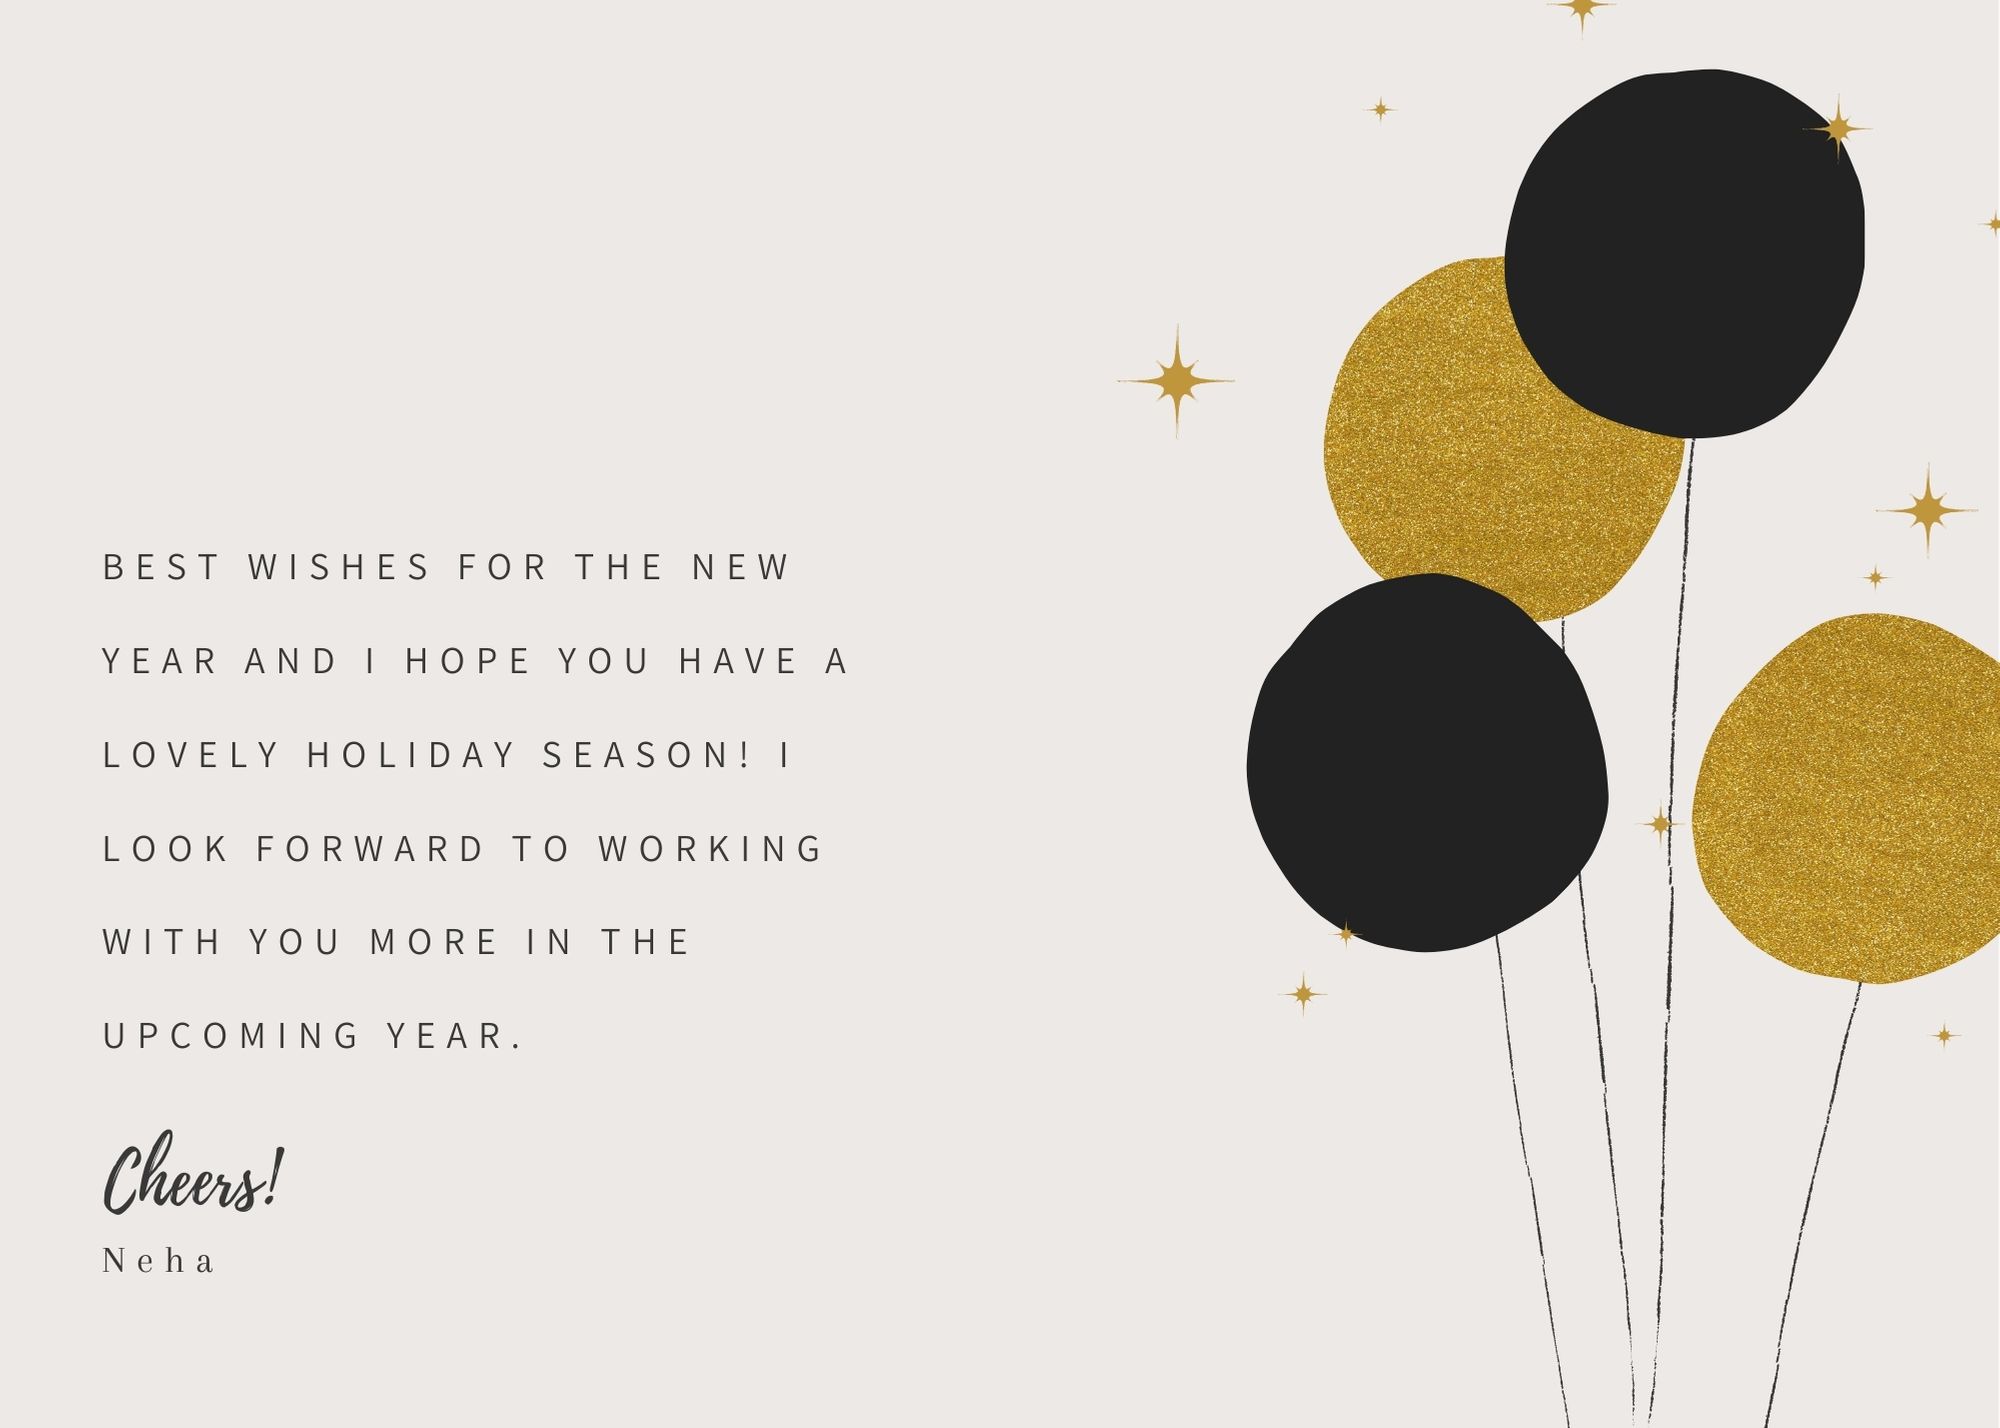 BEST WISHES FOR THE NEW
YEAR AND I HOPE YOU HAVE A
LOVELY HOLIDAY SEASON! I
LOOK FORWARD TO WORKING
WITH YOU MORE IN THE
UPCOMING YEAR.
Cheers!
Neha